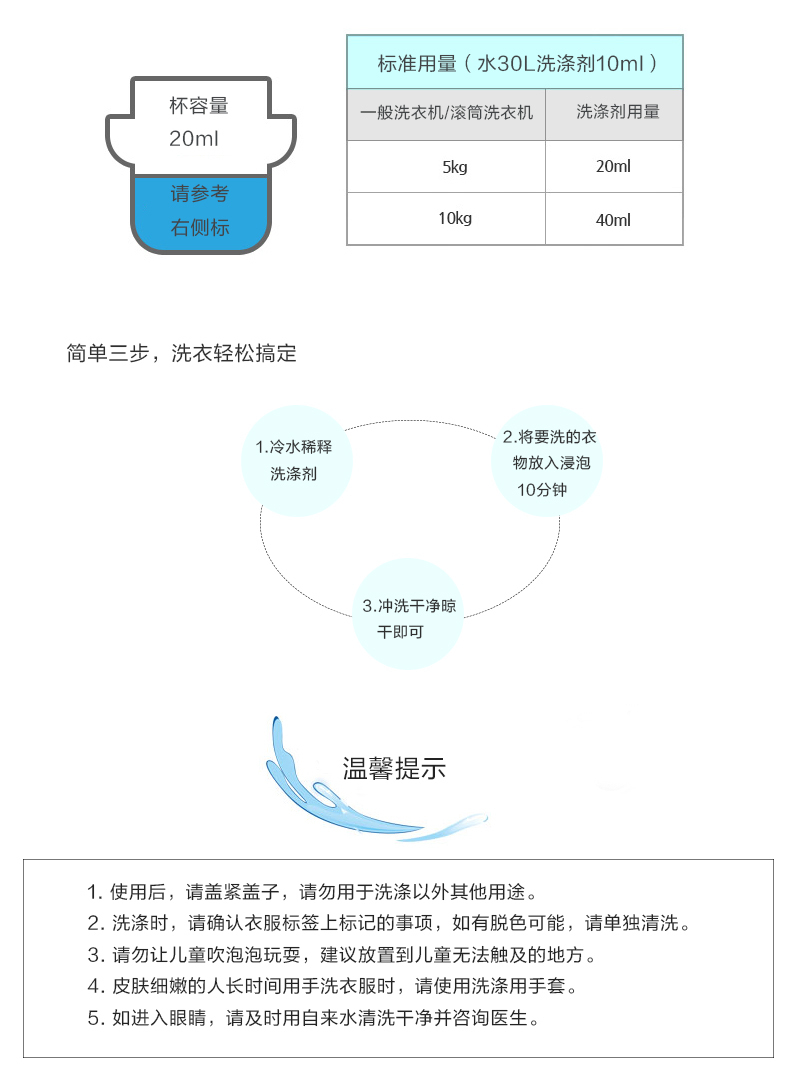 杯容量
20ml
请参考
右侧标
标准用量（水30L洗涤剂10ml）
一般洗衣机/滚筒洗衣机 洗涤剂用量
5kg 20ml
10kg 40ml
简单三步，洗衣轻松搞定
1.冷水稀释
洗涤剂
2.将要洗的衣
物放入浸泡
10分钟
3.冲洗干净晾
干即可
温馨提示
1. 使用后，请盖紧盖子，请勿用于洗涤以外其他用途。
2. 洗涤时，请确认衣服标签上标记的事项，如有脱色可能，请单独清洗。
3. 请勿让儿童吹泡泡玩耍，建议放置到儿童无法触及的地方。
4. 皮肤细嫩的人长时间用手洗衣服时，请使用洗涤用手套。
5. 如进入眼睛，请及时用自来水清洗干净并咨询医生。